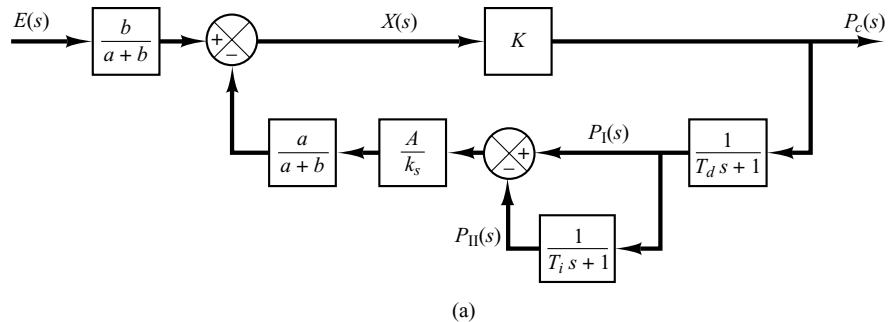 E(s)
b
a + b
+
−
X(s)
K
P_c(s)
a
a + b
A
k_s
+
−
P_I(s)
1
T_d s + 1
P_II(s)
1
T_i s + 1
(a)